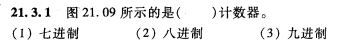 21.3.1 图21.09所示的是( )计数器。
(1) 七进制 (2) 八进制 (3) 九进制